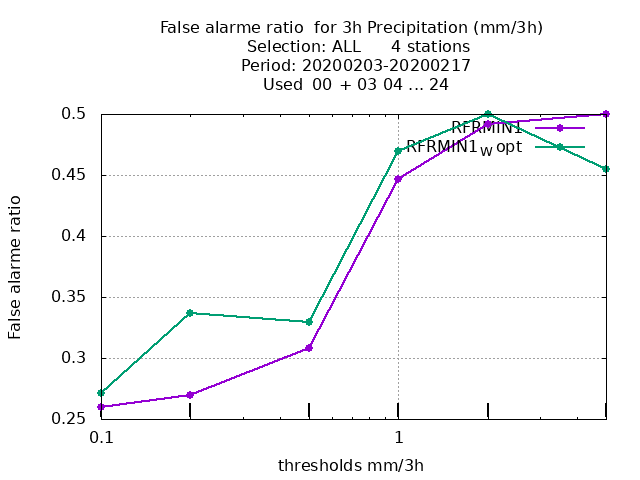 False alarme ratio  for 3h Precipitation (mm/3h)
Selection: ALL      4 stations
Period: 20200203-20200217
Used  00 + 03 04 ... 24
0.5
RFRMIN1
RFRMIN1W opt
0.45
0.4
0.35
0.3
0.25
0.1
1
False alarme ratio
thresholds mm/3h